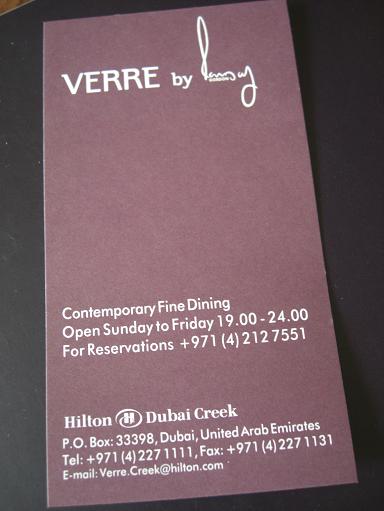 VERRE by Ramsay
GORDON
Contemporary Fine Dining
Open Sunday to Friday 19.00 - 24.00
For Reservations +971 (4) 212 7551
Hilton H Dubai Creek
P.O. Box: 33398, Dubai, United Arab Emirates
Tel: +971 (4) 227 1111, Fax: +971 (4) 227 1131
E-mail: Verre.Creek@hilton.com